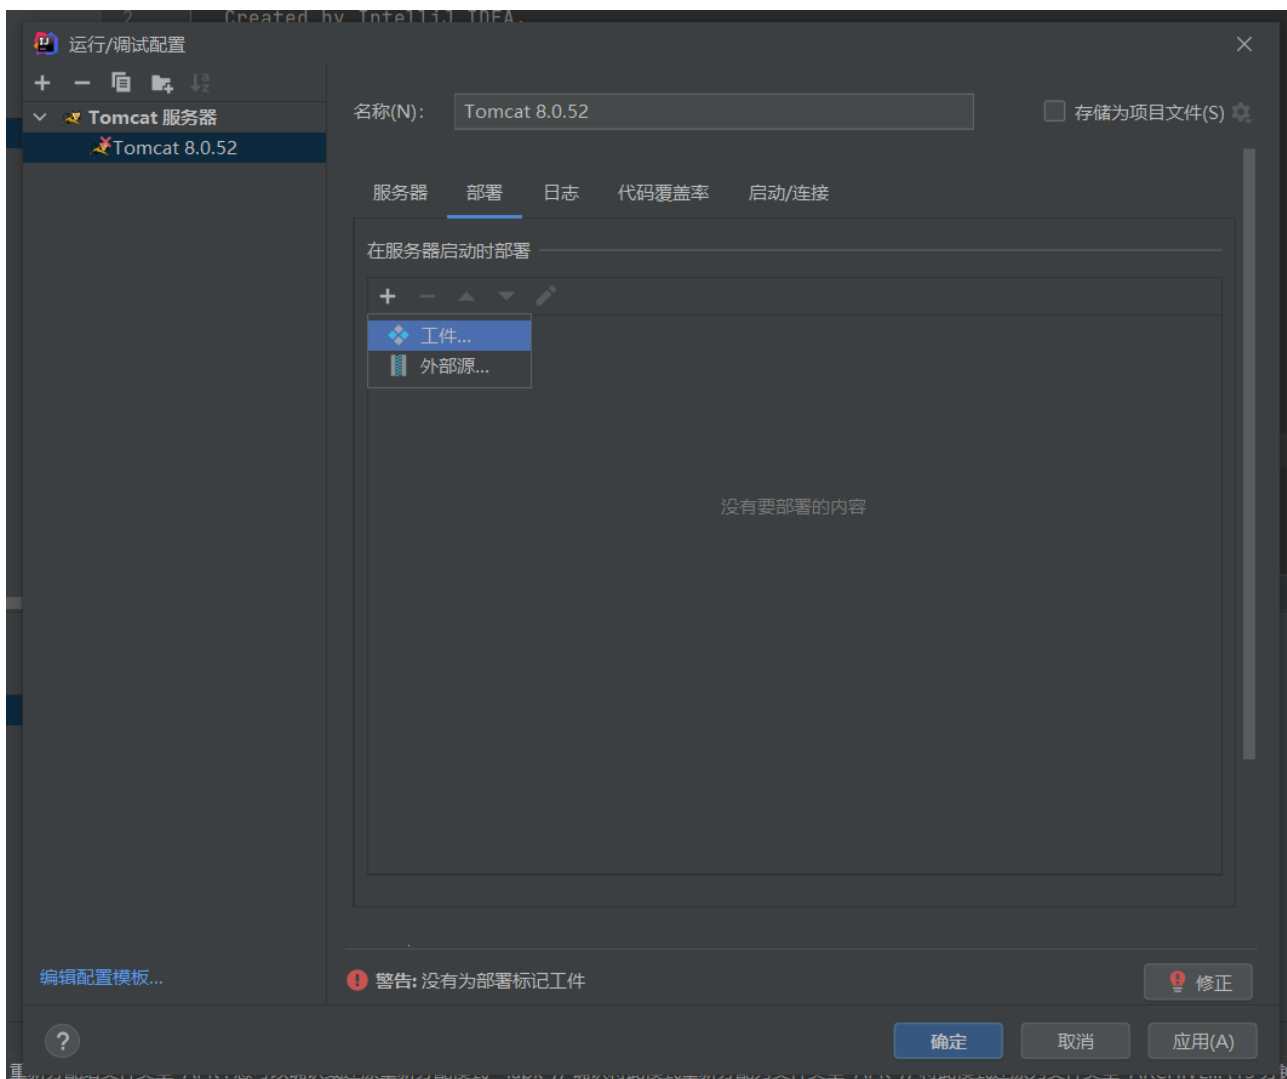 2 Created by IntelliJ IDEA.
运行/调试配置
Tomcat 服务器
Tomcat 8.0.52
名称(N):
Tomcat 8.0.52
存储为项目文件(S)
服务器 部署 日志 代码覆盖率 启动/连接
在服务器启动时部署
工件...
外部源...
没有要部署的内容
编辑配置模板...
警告: 没有为部署标记工件
修正
? 确定 取消 应用(A)